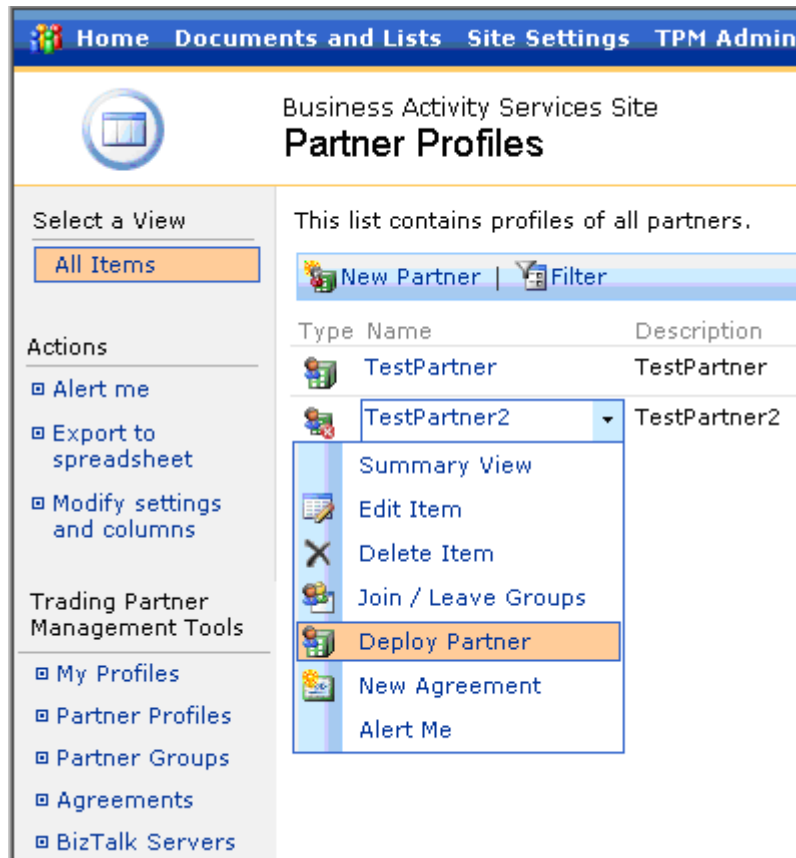 Home Documents and Lists Site Settings TPM Admin
Business Activity Services Site
Partner Profiles
Select a View
All Items
Actions
Alert me
Export to
spreadsheet
Modify settings
and columns
Trading Partner
Management Tools
My Profiles
Partner Profiles
Partner Groups
Agreements
BizTalk Servers
This list contains profiles of all partners.
New Partner | Filter
Type Name Description
TestPartner TestPartner
TestPartner2 TestPartner2
Summary View
Edit Item
Delete Item
Join / Leave Groups
Deploy Partner
New Agreement
Alert Me